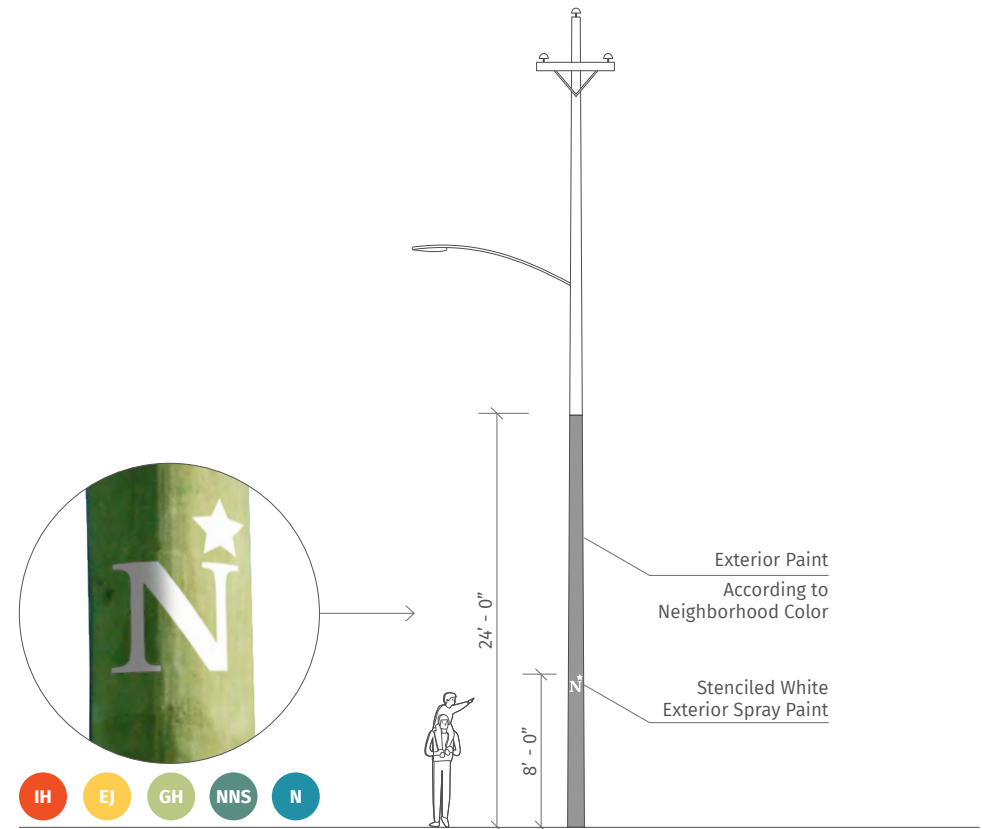 Exterior Paint
According to
Neighborhood Color
24' - 0"
N
Stenciled White
Exterior Spray Paint
N
8' - 0"
IH
EJ
GH
NNS
N